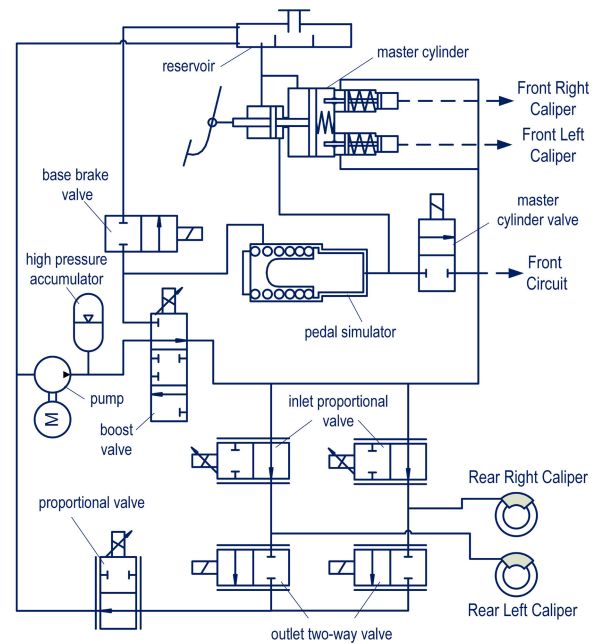 reservoir
master cylinder
Front Right
Caliper
Front Left
Caliper
base brake
valve
master
cylinder valve
high pressure
accumulator
Front
Circuit
pedal simulator
pump
M
boost
valve
inlet proportional
valve
proportional valve
Rear Right Caliper
Rear Left Caliper
outlet two-way valve